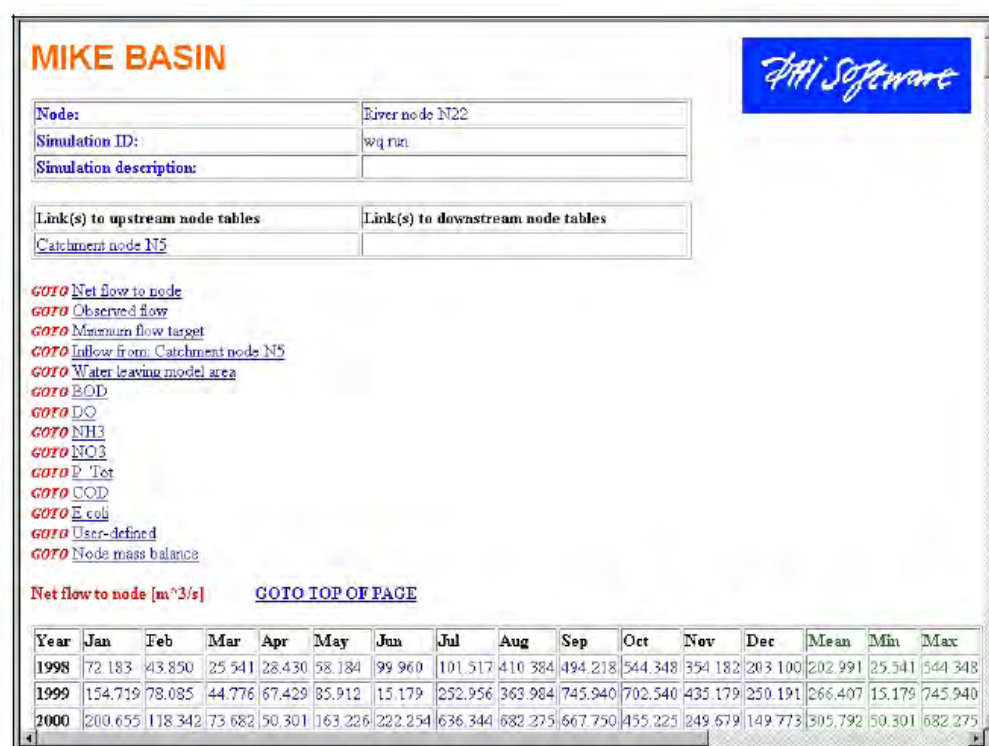 MIKE BASIN
DHI Software
Node: River node N22
Simulation ID: wq run
Simulation description:
Link(s) to upstream node tables Link(s) to downstream node tables
Catchment node N5
GOTO Net flow to node
GOTO Observed flow
GOTO Minimum flow target
GOTO Inflow from: Catchment node N5
GOTO Water leaving model area
GOTO BOD
GOTO DO
GOTO NH3
GOTO NO3
GOTO P_Tot
GOTO COD
GOTO E coli
GOTO User-defined
GOTO Node mass balance
Net flow to node [m^3/s] GOTO TOP OF PAGE
Year Jan Feb Mar Apr May Jun Jul Aug Sep Oct Nov Dec Mean Min Max
1998 72.183 43.850 25.541 28.430 58.184 99.960 101.517 410.384 494.218 544.348 354.182 203.100 202.991 25.541 544.348
1999 154.719 78.085 44.776 67.429 85.912 15.179 252.956 363.984 745.940 702.540 435.179 250.191 266.407 15.179 745.940
2000 200.655 118.342 73.682 50.301 163.226 222.254 636.344 682.275 667.750 455.225 249.679 149.773 305.792 50.301 682.275